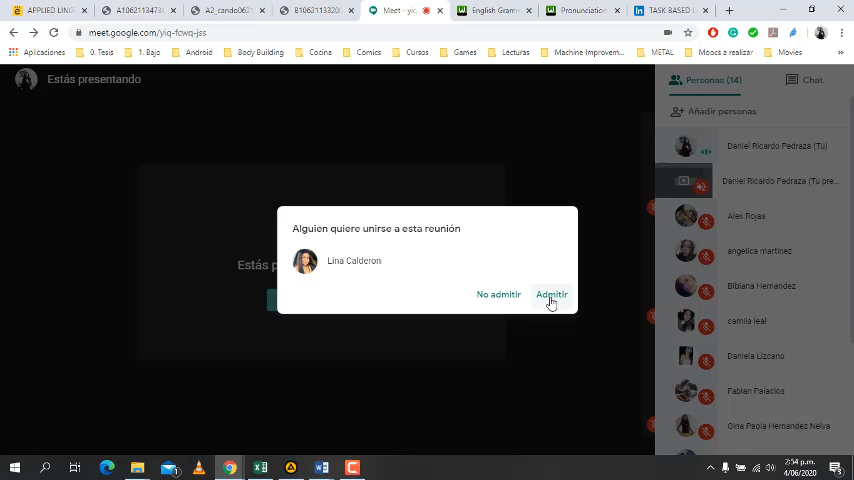 APPLIED LING
A1062113473
A2_cando062
B1062113320
Meet - yiq
English Gram
Pronunciation
TASK BASED L
meet.google.com/yiq-fcwq-jss
Aplicaciones
0. Tesis
1. Bajo
Android
Body Building
Cocina
Comics
Cursos
Games
Lecturas
Machine Improvem...
METAL
Moocs a realizar
Movies
Estás presentando
Personas (14)
Chat
Añadir personas
Daniel Ricardo Pedraza (Tú)
Daniel Ricardo Pedraza (Tu pre...
Alex Rojas
angelica martinez
Bibiana Hernandez
camila leal
Daniela Lizcano
Fabian Palacios
Gina Paola Hernandez Neiva
Estás p
Alguien quiere unirse a esta reunión
Lina Calderon
No admitir
Admitir
2:54 p.m.
4/06/2020